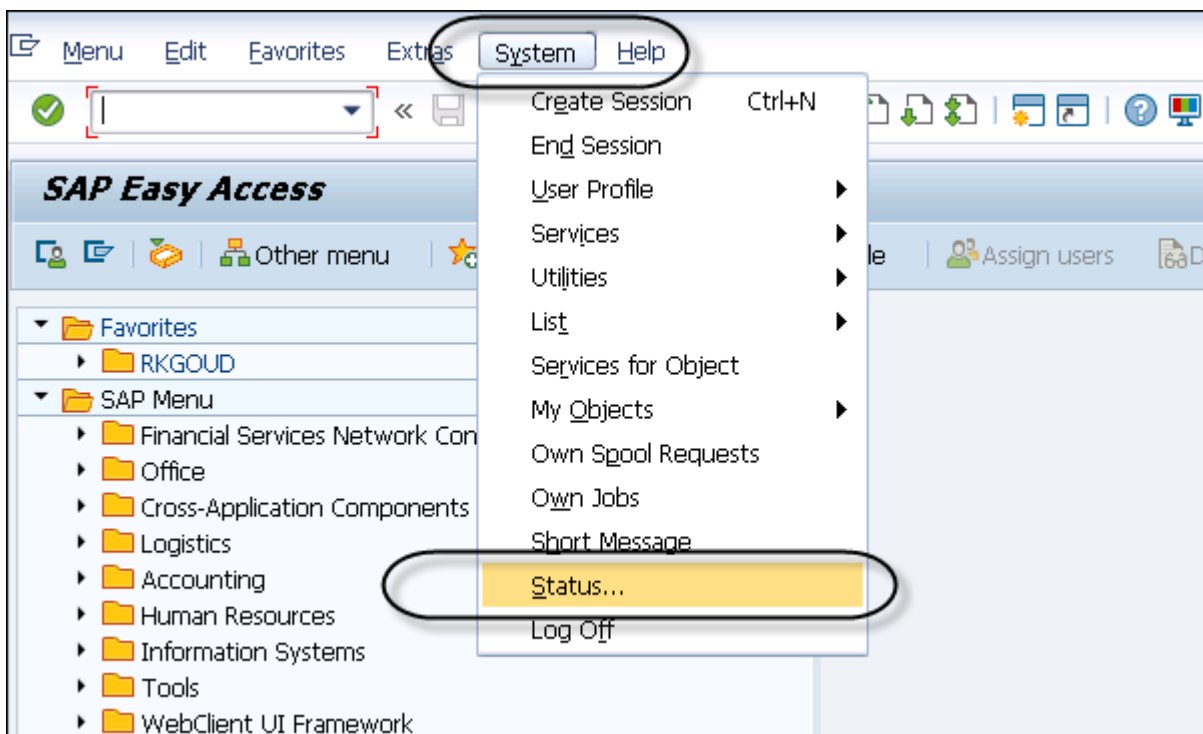 Menu Edit Favorites Extras System Help
Create Session Ctrl+N
End Session
SAP Easy Access
User Profile
Services
Other menu
Assign users
Utilities
List
Favorites
RKGOUD
Services for Object
SAP Menu
My Objects
Financial Services Network
Own Spool Requests
Office
Own Jobs
Cross-Application Components
Logistics
Short Message
Accounting
Status...
Human Resources
Log Off
Information Systems
Tools
WebClient UI Framework